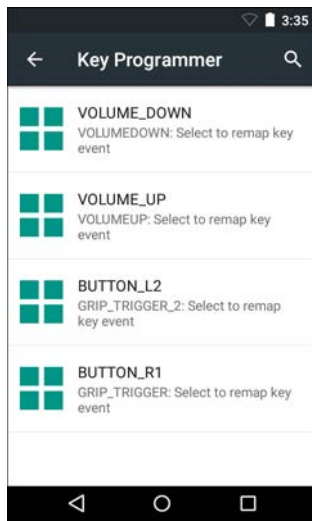 3:35
Key Programmer
VOLUME_DOWN
VOLUMEDOWN: Select to remap key
event
VOLUME_UP
VOLUMEUP: Select to remap key
event
BUTTON_L2
GRIP_TRIGGER_2: Select to remap
key event
BUTTON_R1
GRIP_TRIGGER: Select to remap key
event